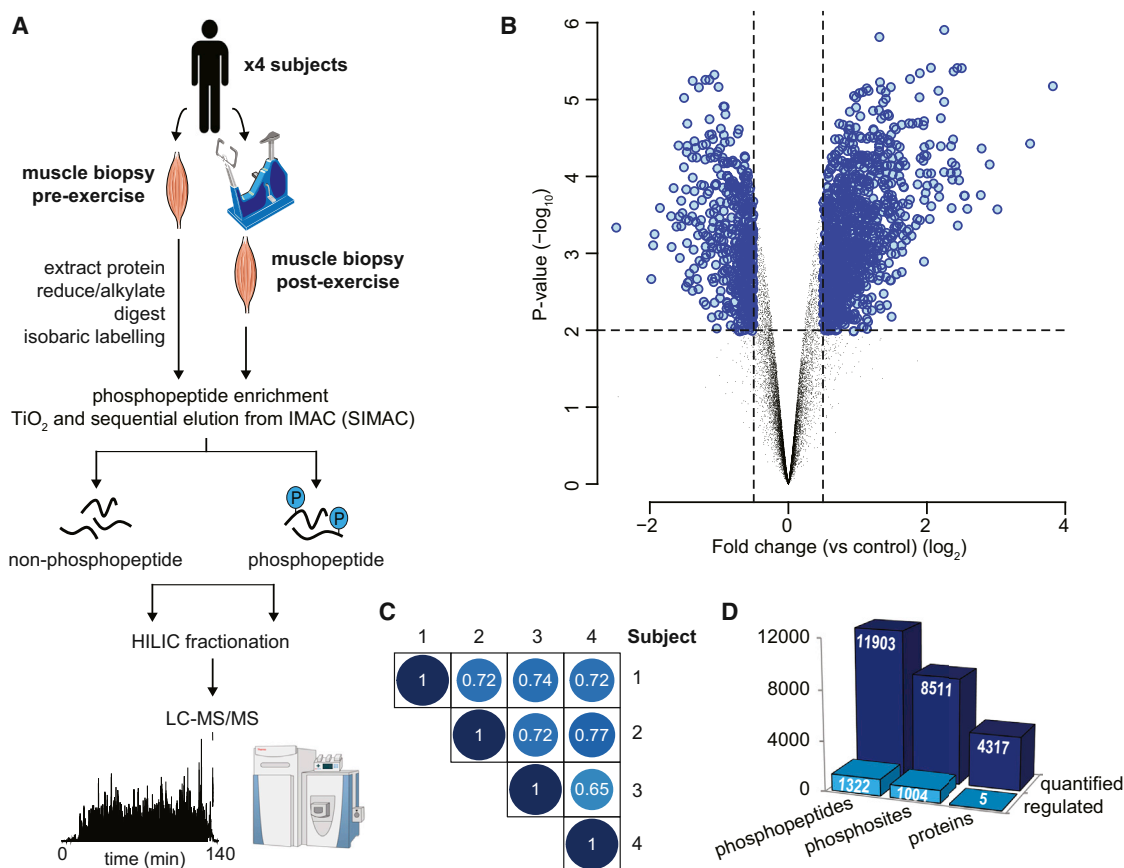 A
x4 subjects
muscle biopsy
pre-exercise
muscle biopsy
post-exercise
extract protein
reduce/alkylate
digest
isobaric labelling
phosphopeptide enrichment
TiO₂ and sequential elution from IMAC (SIMAC)
P
P
non-phosphopeptide
phosphopeptide
HILIC fractionation
LC-MS/MS
0
time (min)
140
B
P-value (−log₁₀)
6
5
4
3
2
1
0
−2
0
2
4
Fold change (vs control) (log₂)
C
1 2 3 4 Subject
1 0.72 0.74 0.72 1
1 0.72 0.77 2
1 0.65 3
1 4
D
12000
8000
4000
0
11903
8511
4317
1322
1004
5
quantified
regulated
phosphopeptides
phosphosites
proteins